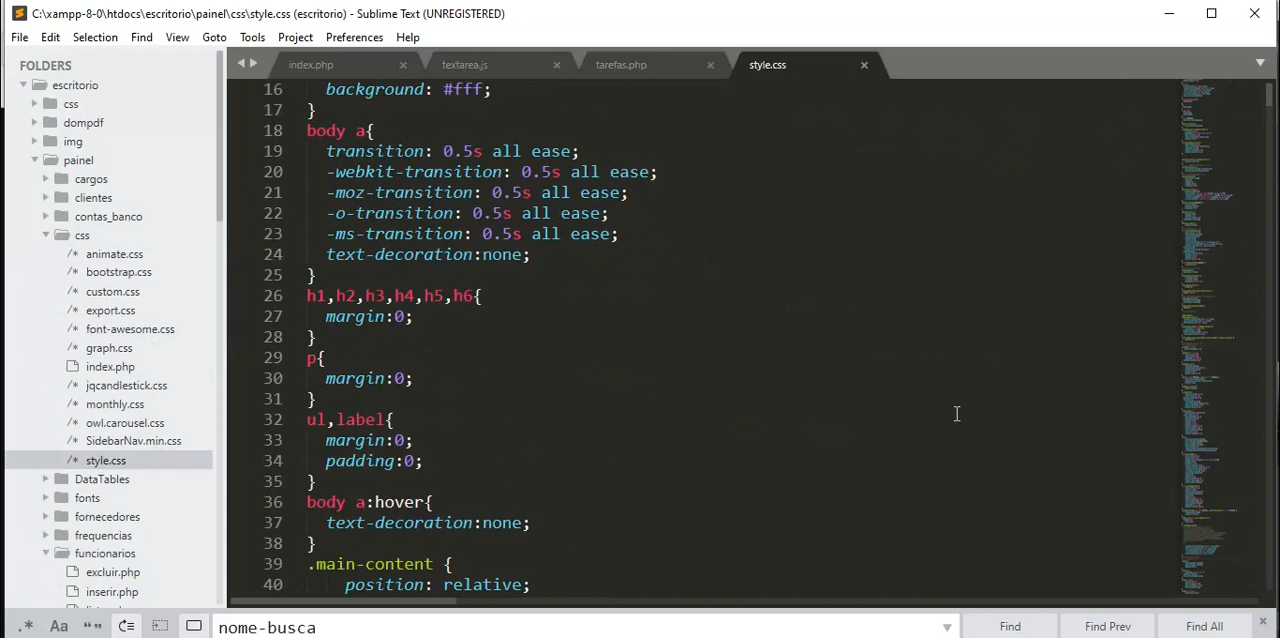 C:\xampp-8-0\htdocs\escritorio\painel\css\style.css (escritorio) - Sublime Text (UNREGISTERED)
File Edit Selection Find View Goto Tools Project Preferences Help
FOLDERS
escritorio
css
dompdf
img
painel
cargos
clientes
contas_banco
css
/* animate.css
/* bootstrap.css
/* custom.css
/* export.css
/* font-awesome.css
/* graph.css
index.php
/* jqcandlestick.css
/* monthly.css
/* owl.carousel.css
/* SidebarNav.min.css
/* style.css
DataTables
fonts
fornecedores
frequencias
funcionarios
excluir.php
inserir.php
index.php textarea.js tarefas.php style.css
16 background: #fff;
17 }
18 body a{
19 transition: 0.5s all ease;
20 -webkit-transition: 0.5s all ease;
21 -moz-transition: 0.5s all ease;
22 -o-transition: 0.5s all ease;
23 -ms-transition: 0.5s all ease;
24 text-decoration:none;
25 }
26 h1,h2,h3,h4,h5,h6{
27 margin:0;
28 }
29 p{
30 margin:0;
31 }
32 ul,label{
33 margin:0;
34 padding:0;
35 }
36 body a:hover{
37 text-decoration:none;
38 }
39 .main-content {
40 position: relative;
.* Aa "" nome-busca Find Find Prev Find All